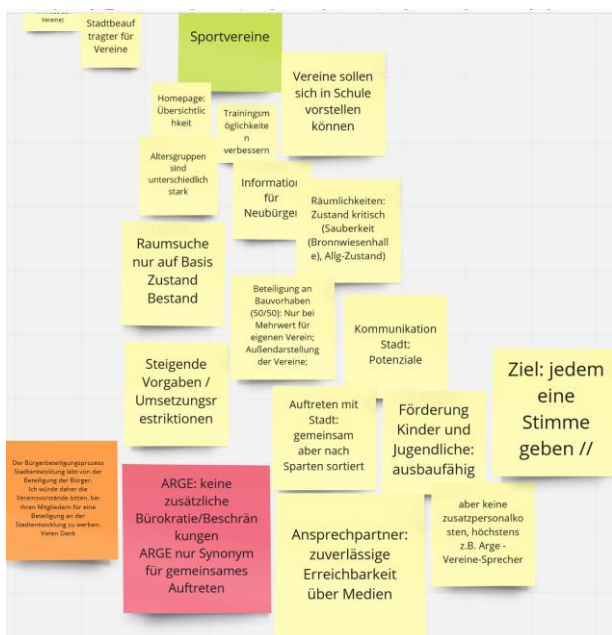 Vereine)
Stadtbeauf
tragter für
Vereine
Sportvereine
Vereine sollen
sich in Schule
vorstellen
können
Homepage:
Übersichtlic
hkeit
Trainingsm
öglichkeite
n
verbessern
Altersgruppen
sind
unterschiedlich
stark
Information
für
Neubürger
Räumlichkeiten:
Zustand kritisch
(Sauberkeit
(Bronnwiesenhall
e), Allg-Zustand)
Raumsuche
nur auf Basis
Zustand
Bestand
Beteiligung an
Bauvorhaben
(50/50): Nur bei
Mehrwert für
eigenen Verein;
Außendarstellung
der Vereine;
Kommunikation
Stadt:
Potenziale
Steigende
Vorgaben /
Umsetzungsr
estriktionen
Ziel: jedem
eine
Stimme
geben //
Auftreten mit
Stadt:
gemeinsam
aber nach
Sparten
sortiert
Förderung
Kinder und
Jugendliche:
ausbaufähig
Der Bürgerbeteiligungsprozess
Stadtentwicklung lebt von der
Beteiligung der Bürger.
Ich würde daher die
Vereinsvorstände bitten, bei
ihren Mitgliedern für eine
Beteiligung an der
Stadtentwicklung zu werben.
Vielen Dank
ARGE: keine
zusätzliche
Bürokratie/Beschrän
kungen
ARGE nur Synonym
für gemeinsames
Auftreten
Ansprechpartner:
zuverlässige
Erreichbarkeit
über Medien
aber keine
zusatzpersonalko
sten, höchstens
z.B. Arge -
Vereine-Sprecher